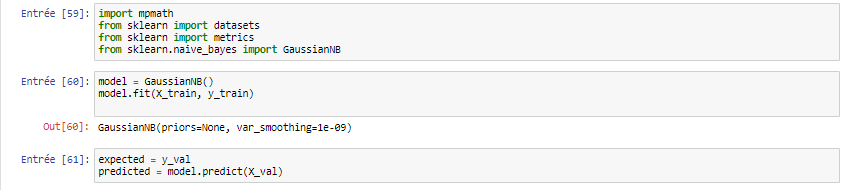 Entrée [59]: import mpmath
from sklearn import datasets
from sklearn import metrics
from sklearn.naive_bayes import GaussianNB
Entrée [60]: model = GaussianNB()
model.fit(X_train, y_train)
Out[60]: GaussianNB(priors=None, var_smoothing=1e-09)
Entrée [61]: expected = y_val
predicted = model.predict(X_val)